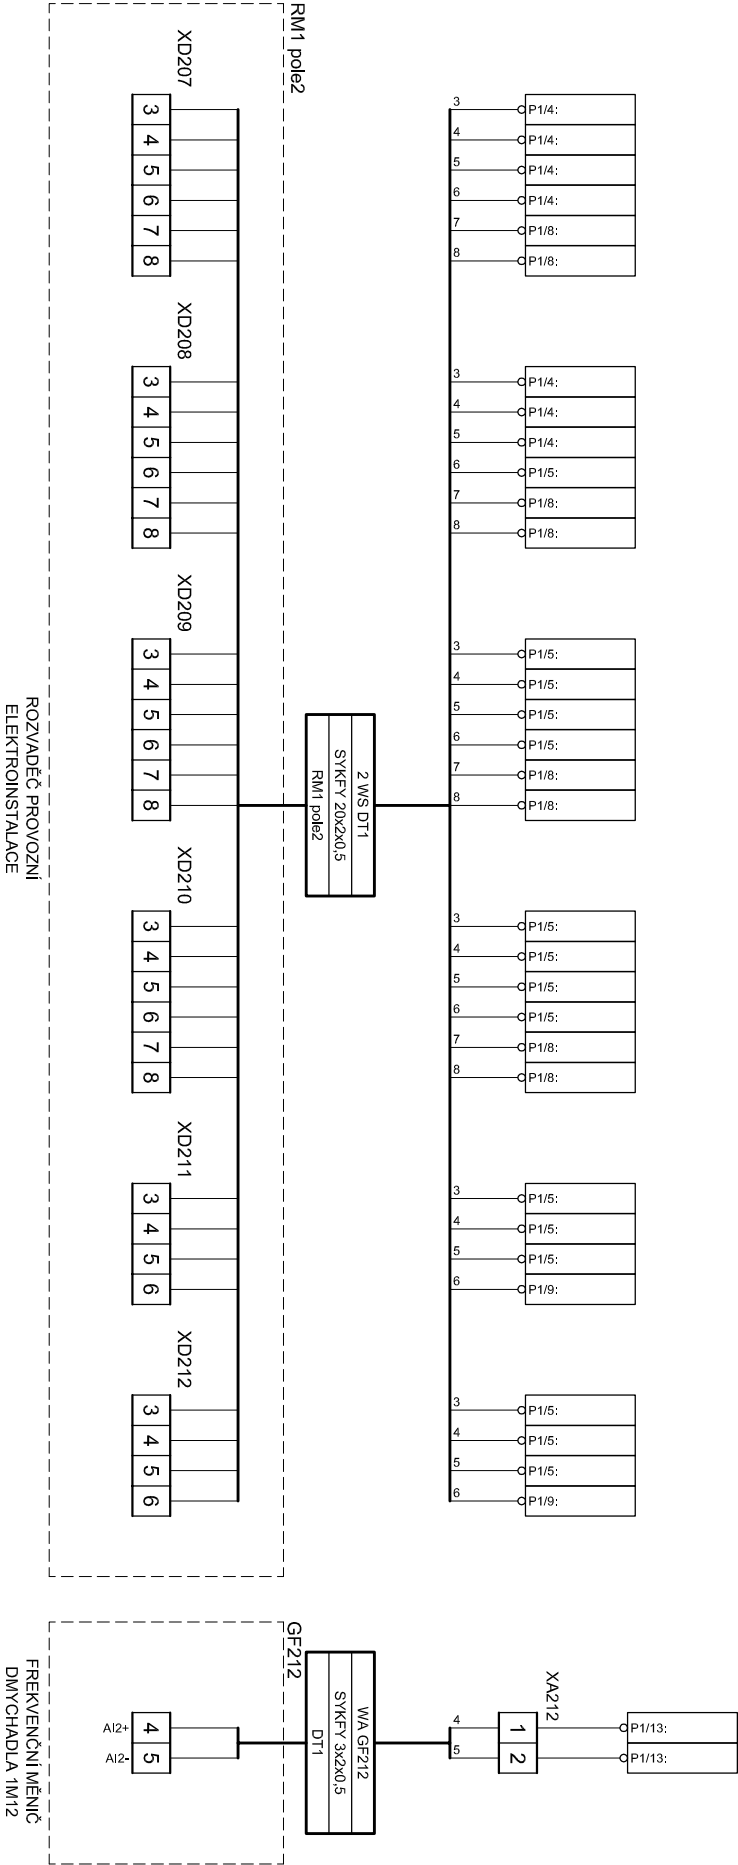 RM1 pole2
XD207
3
4
5
6
7
8
XD208
3
4
5
6
7
8
XD209
3
4
5
6
7
8
XD210
3
4
5
6
7
8
XD211
3
4
5
6
XD212
3
4
5
6
ROZVADĚČ PROVOZNÍ
ELEKTROINSTALACE
2 WS DT1
SYKFY 20x2x0,5
RM1 pole2
3 P1/4:
4 P1/4:
5 P1/4:
6 P1/4:
7 P1/8:
8 P1/8:
3 P1/4:
4 P1/4:
5 P1/4:
6 P1/5:
7 P1/8:
8 P1/8:
3 P1/5:
4 P1/5:
5 P1/5:
6 P1/5:
7 P1/8:
8 P1/8:
3 P1/5:
4 P1/5:
5 P1/5:
6 P1/5:
7 P1/8:
8 P1/8:
3 P1/5:
4 P1/5:
5 P1/5:
6 P1/9:
3 P1/5:
4 P1/5:
5 P1/5:
6 P1/9:
GF212
AI2+ 4
AI2- 5
FREKVENČNÍ MĚNIČ
DMYCHADLA 1M12
WA GF212
SYKFY 3x2x0,5
DT1
XA212
4 1 P1/13:
5 2 P1/13: